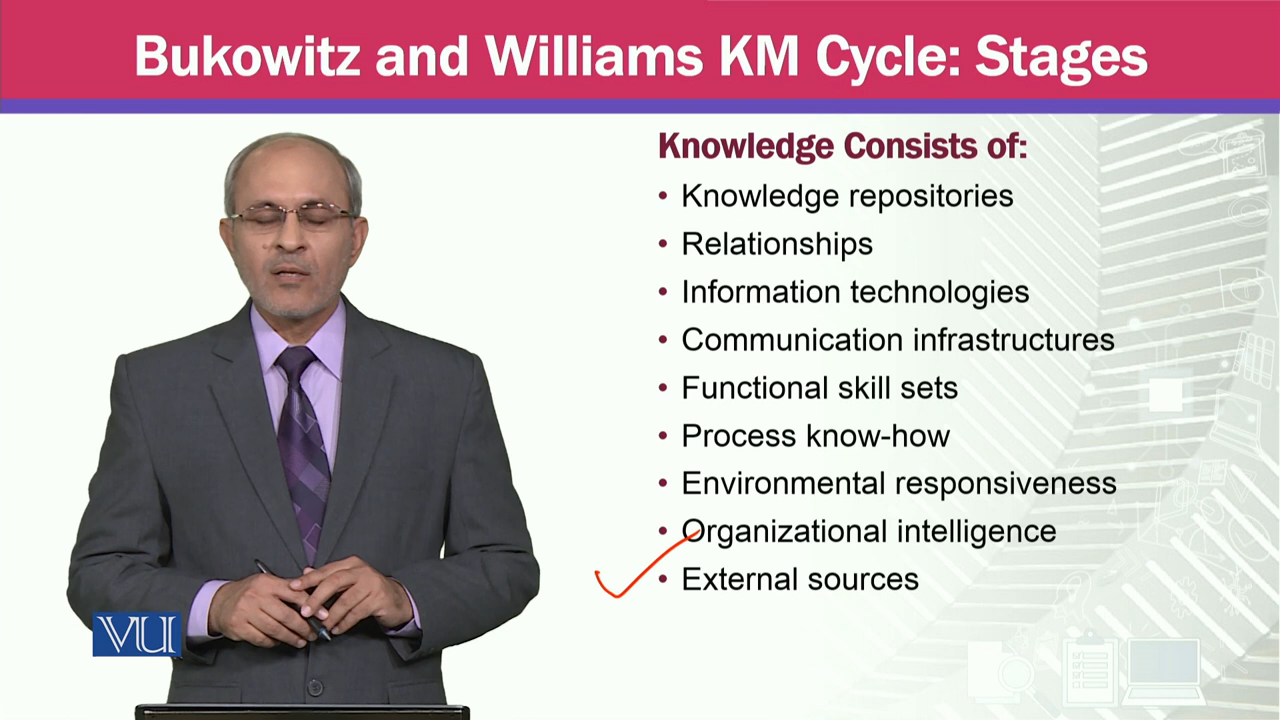 Bukowitz and Williams KM Cycle: Stages
Knowledge Consists of:
• Knowledge repositories
• Relationships
• Information technologies
• Communication infrastructures
• Functional skill sets
• Process know-how
• Environmental responsiveness
• Organizational intelligence
• External sources
VU